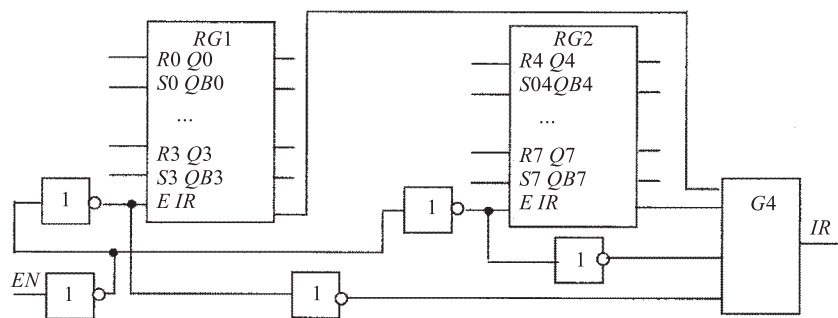 RG1
R0 Q0
S0 QB0
...
R3 Q3
S3 QB3
E IR
RG2
R4 Q4
S04QB4
...
R7 Q7
S7 QB7
E IR
1
1
G4
IR
1
EN
1
1